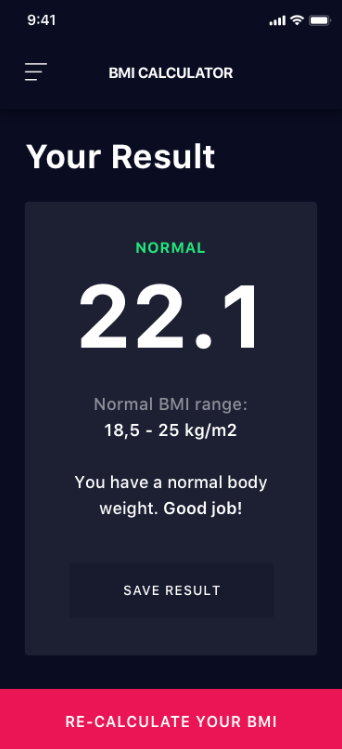 9:41
BMI CALCULATOR
Your Result
NORMAL
22.1
Normal BMI range:
18,5 - 25 kg/m2
You have a normal body
weight. Good job!
SAVE RESULT
RE-CALCULATE YOUR BMI